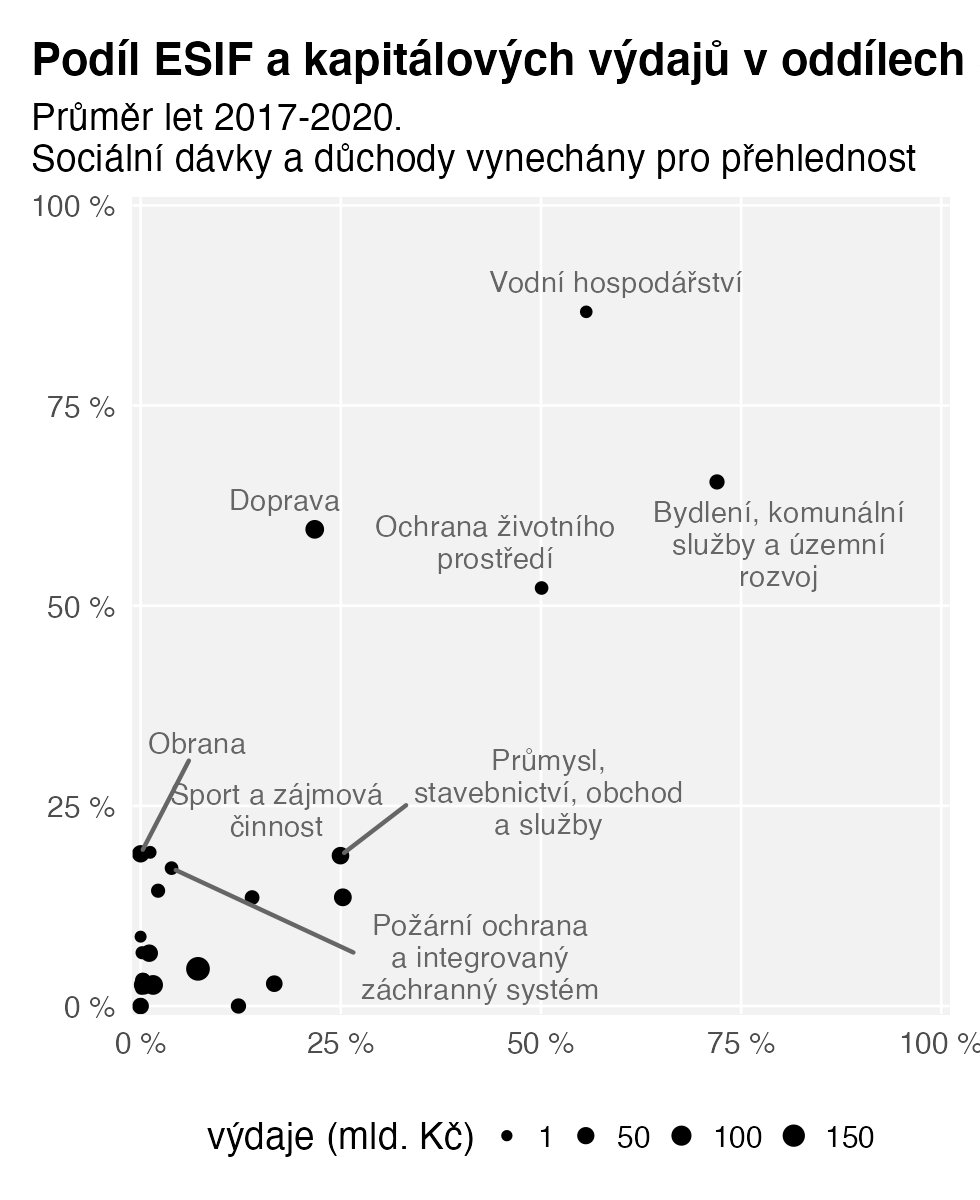 Podíl ESIF a kapitálových výdajů v oddílech
Průměr let 2017-2020.
Sociální dávky a důchody vynechány pro přehlednost
100 %
Vodní hospodářství
75 %
Doprava
Ochrana životního
prostředí
Bydlení, komunální
služby a územní
rozvoj
50 %
Obrana
Sport a zájmová
činnost
Průmysl,
stavebnictví, obchod
a služby
25 %
Požární ochrana
a integrovaný
záchranný systém
0 %
0 % 25 % 50 % 75 % 100 %
výdaje (mld. Kč) 1 50 100 150